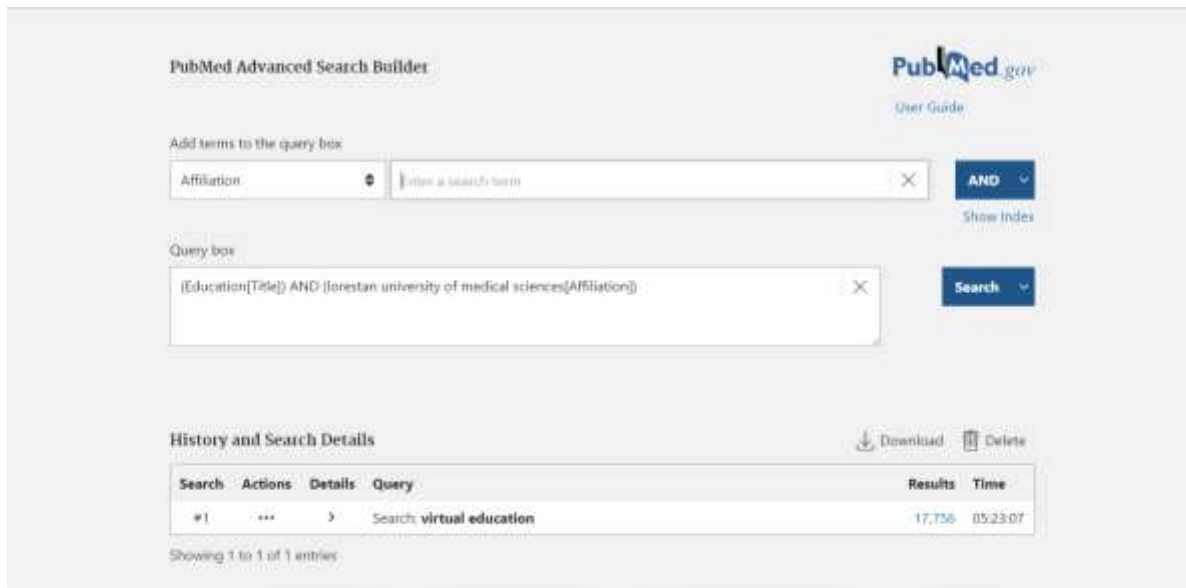 PubMed Advanced Search Builder
PubMed.gov
User Guide
Add terms to the query box
Affiliation Enter a search term AND
Show Index
Query box
(Education[Title]) AND (lorestan university of medical sciences[Affiliation])
Search
History and Search Details Download Delete
Search Actions Details Query Results Time
#1 ••• > Search: virtual education 17,756 05:23:07
Showing 1 to 1 of 1 entries